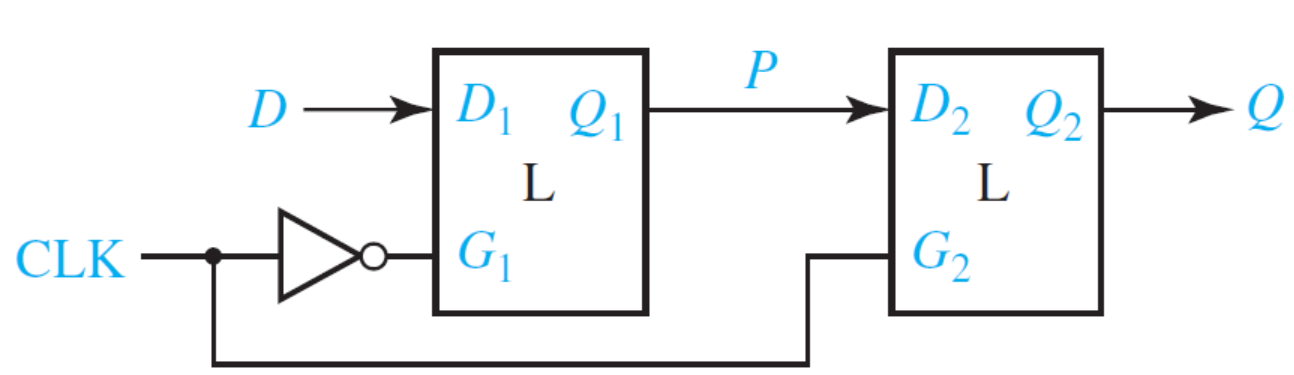 P
D D₁ Q₁ D₂ Q₂ Q
L L
CLK G₁ G₂